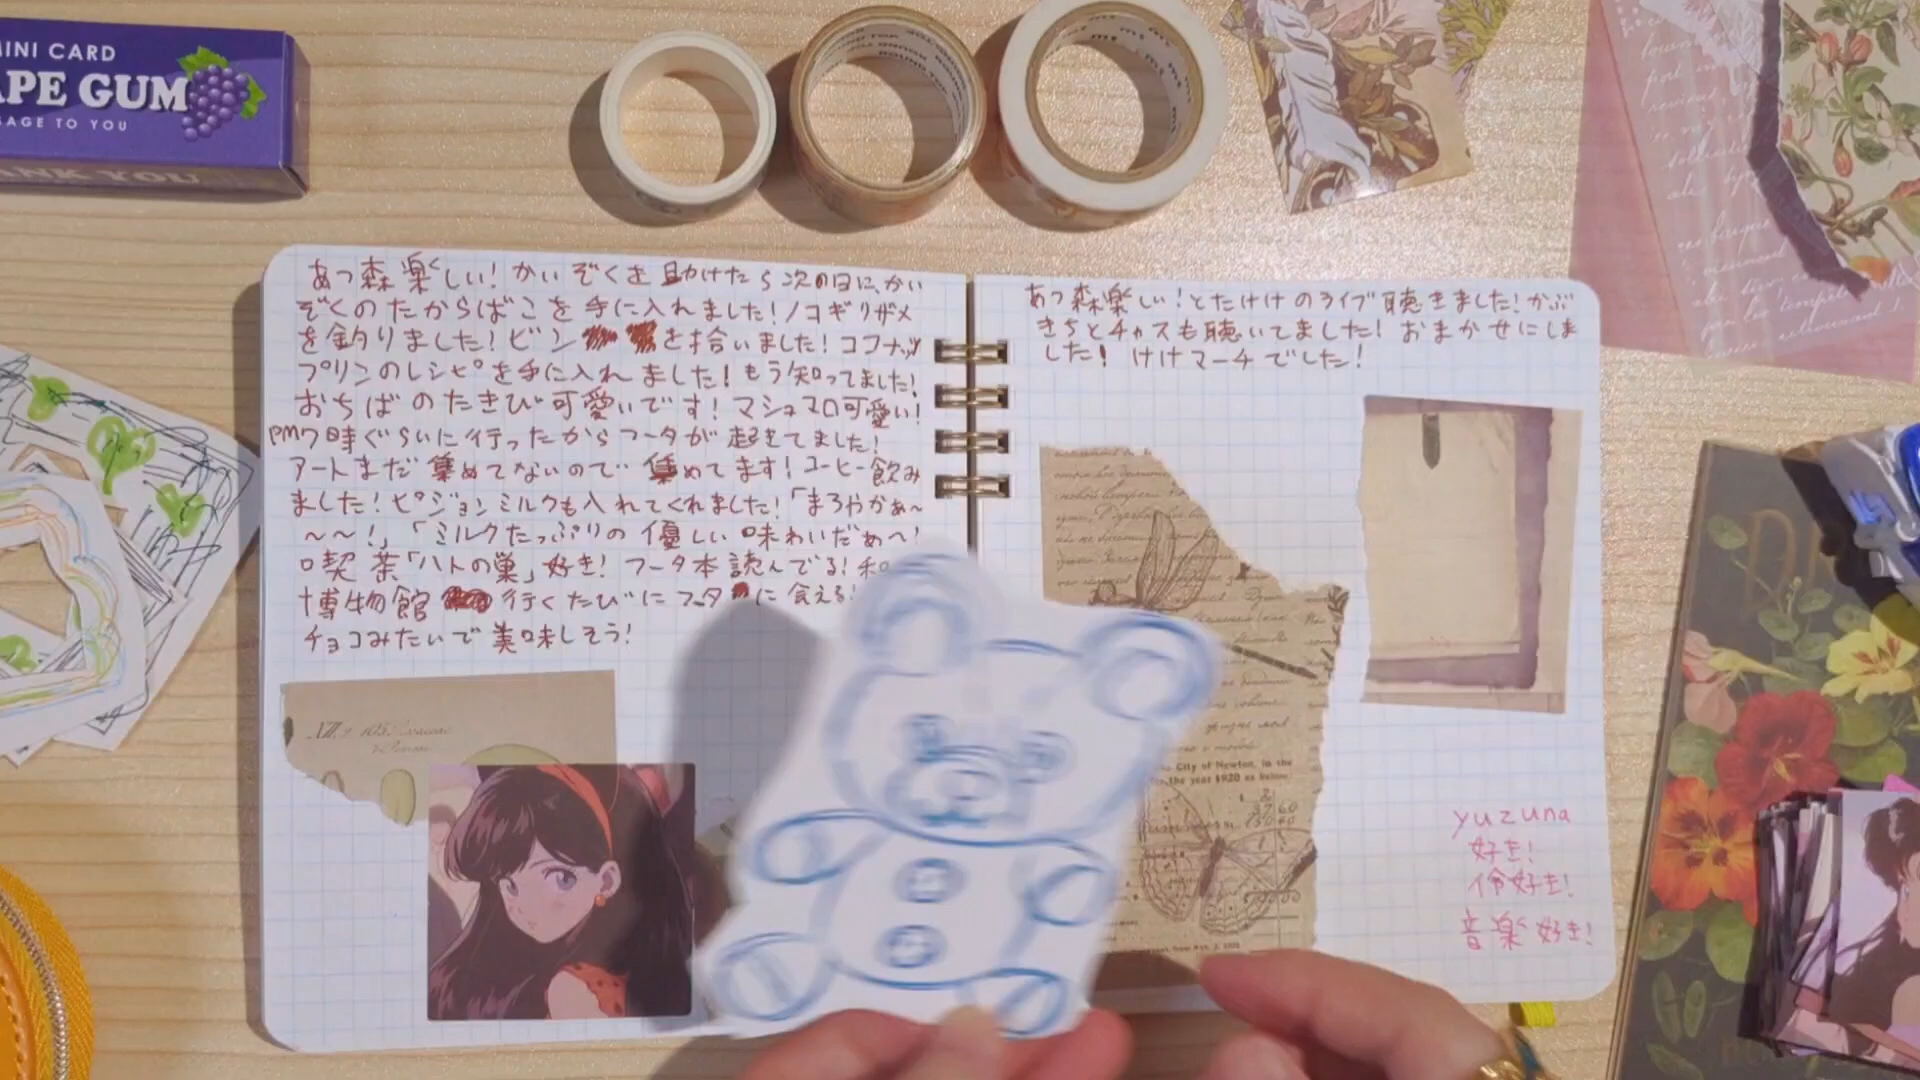 MINI CARD
APE GUM
SAGE TO YOU
ANK YOU
あつ森楽しい!かいぞくを助けたら次の日に、かい
ぞくのたからばこを手に入れました!ノコギリザメ
を釣りました!ビン を拾いました!ココナッツ
プリンのレシピを手に入れました!もう知ってました!
おちばのたきび可愛いです!マシュマロ可愛い!
PM7時ぐらいに行ったからフータが起きてました!
アートまだ集めてないので集めてます!コーヒー飲み
ました!ピジョンミルクも入れてくれました!「まろやかぁ〜
〜〜!」「ミルクたっぷりの優しい味わいだぁ〜!
喫茶「ハトの巣」好き!フータ本読んでる!
博物館 行くたびにフータ に会える!
チョコみたいで美味しそう!
あつ森楽しい!とたけけのライブ聴きました!かぶ
きちとチャスも聴いてました!おまかせにしま
した!けけマーチでした!
City of Newton, in the
for the year 1920 as below.
yuzuna
好き!
伶好き!
音楽好き!